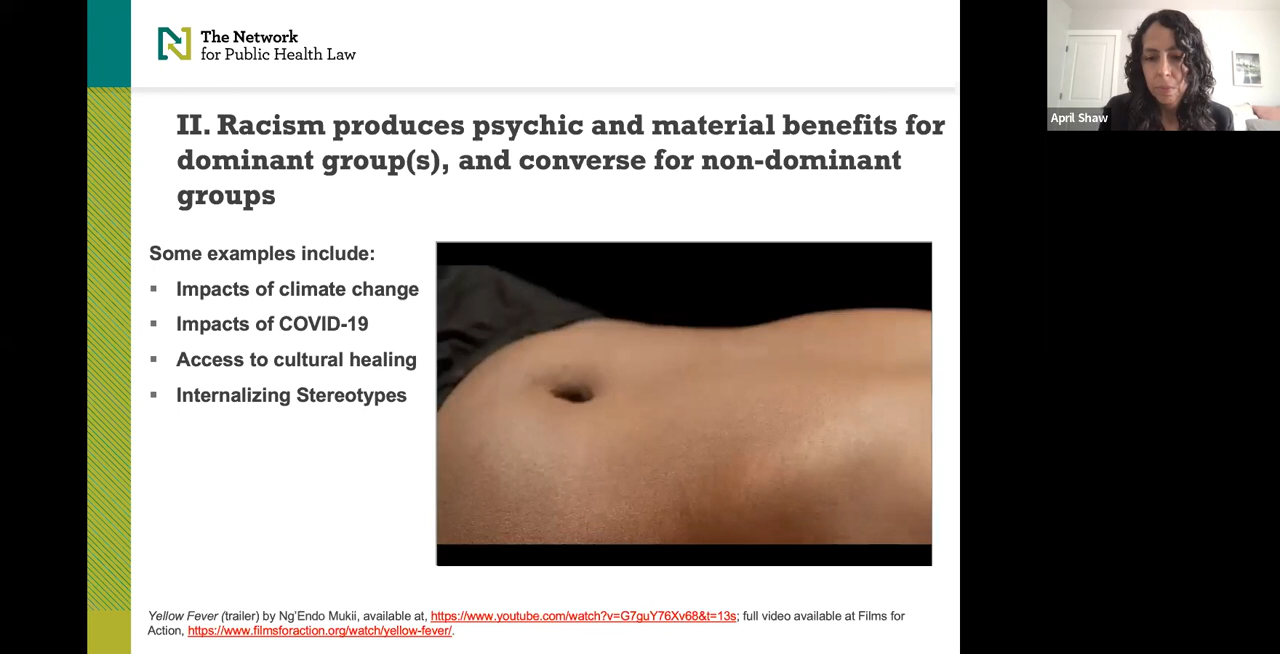 The Network
for Public Health Law
April Shaw
II. Racism produces psychic and material benefits for
dominant group(s), and converse for non-dominant
groups
Some examples include:
▪ Impacts of climate change
▪ Impacts of COVID-19
▪ Access to cultural healing
▪ Internalizing Stereotypes
Yellow Fever (trailer) by Ng'Endo Mukii, available at, https://www.youtube.com/watch?v=G7guY76Xv68&t=13s; full video available at Films for
Action, https://www.filmsforaction.org/watch/yellow-fever/.